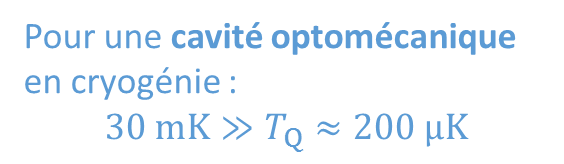 Pour une cavité optomécanique
en cryogénie :
30 mK ≫ T_Q ≈ 200 μK